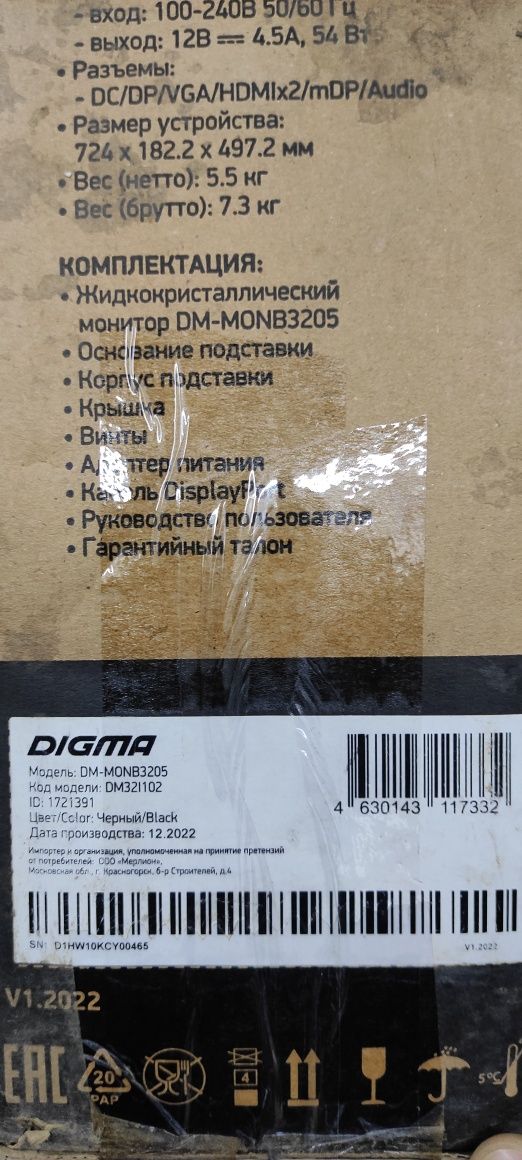 - вход: 100-240В 50/60 Гц
- выход: 12В 4.5А, 54 Вт
• Разъемы:
- DC/DP/VGA/HDMIx2/mDP/Audio
• Размер устройства:
724 x 182.2 x 497.2 мм
• Вес (нетто): 5.5 кг
• Вес (брутто): 7.3 кг
КОМПЛЕКТАЦИЯ:
• Жидкокристаллический
монитор DM-MONB3205
• Основание подставки
• Корпус подставки
• Крышка
• Винты
• Адаптер питания
• Кабель DisplayPort
• Руководство пользователя
• Гарантийный талон
DIGMA
Модель: DM-MONB3205
Код модели: DM32I102
ID: 1721391
Цвет/Color: Черный/Black
Дата производства: 12.2022
4 630143 117332
Импортер и организация, уполномоченная на принятие претензий
от потребителей: ООО «Мерлион»,
Московская обл., г. Красногорск, б-р Строителей, д.4
SN: D1HW10KCY00465
V1.2022
V1.2022
EAC
20
PAP
4
5°C